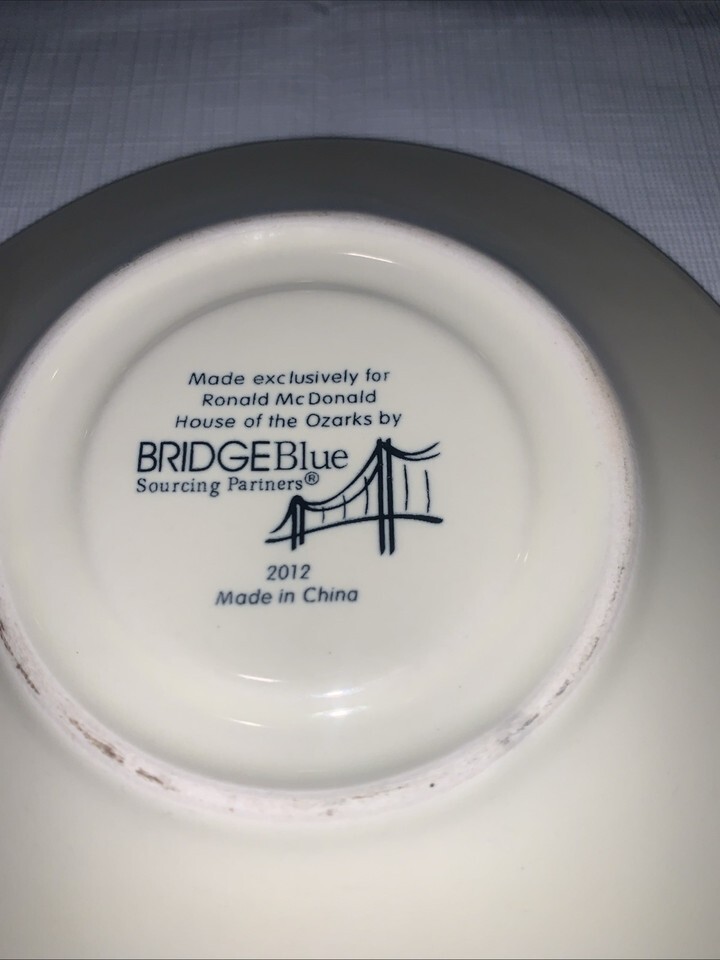 Made exclusively for
Ronald McDonald
House of the Ozarks by
BRIDGEBlue
Sourcing Partners®
2012
Made in China